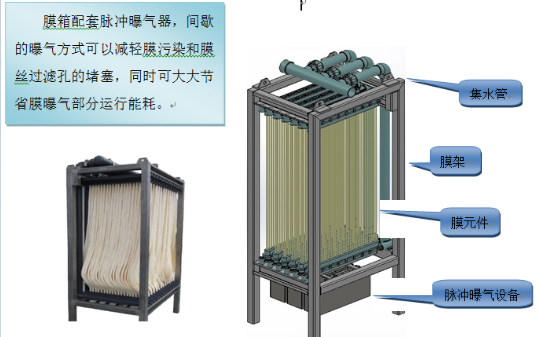 膜箱配套脉冲曝气器，间歇
的曝气方式可以减轻膜污染和膜
丝过滤孔的堵塞，同时可大大节
省膜曝气部分运行能耗。
集水管
膜架
膜元件
脉冲曝气设备